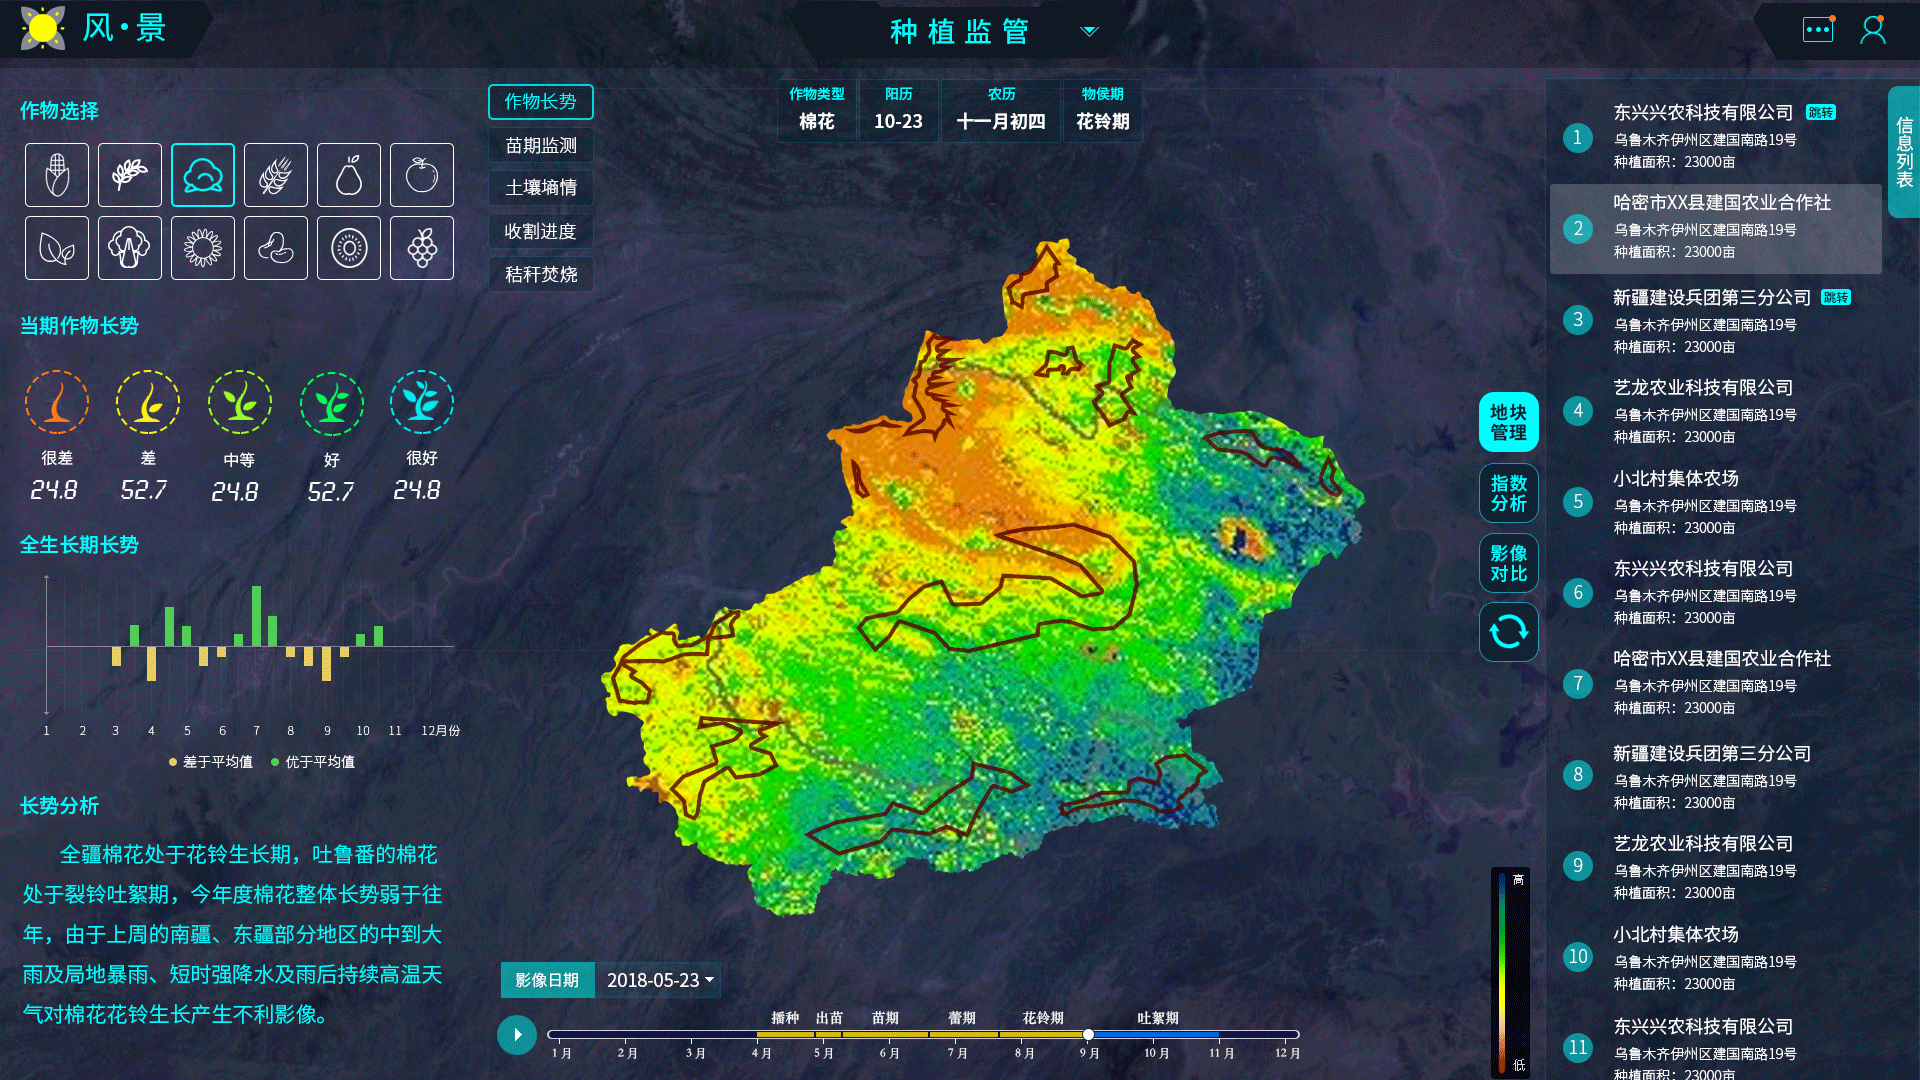 风·景
种植监管
作物选择
作物长势
苗期监测
土壤墒情
收割进度
秸秆焚烧
作物类型
棉花
阳历
10-23
农历
十一月初四
物侯期
花铃期
当期作物长势
很差
差
中等
好
很好
24.8
52.7
24.8
52.7
24.8
全生长期长势
1 2 3 4 5 6 7 8 9 10 11 12月份
差于平均值 优于平均值
长势分析
全疆棉花处于花铃生长期，吐鲁番的棉花
处于裂铃吐絮期，今年度棉花整体长势弱于往
年，由于上周的南疆、东疆部分地区的中到大
雨及局地暴雨、短时强降水及雨后持续高温天
气对棉花花铃生长产生不利影像。
影像日期 2018-05-23
播种 出苗 苗期 蕾期 花铃期 吐絮期
1月 2月 3月 4月 5月 6月 7月 8月 9月 10月 11月 12月
地块
管理
指数
分析
影像
对比
高
低
信息列表
1
东兴兴农科技有限公司 跳转
乌鲁木齐伊州区建国南路19号
种植面积：23000亩
2
哈密市XX县建国农业合作社
乌鲁木齐伊州区建国南路19号
种植面积：23000亩
3
新疆建设兵团第三分公司 跳转
乌鲁木齐伊州区建国南路19号
种植面积：23000亩
4
艺龙农业科技有限公司
乌鲁木齐伊州区建国南路19号
种植面积：23000亩
5
小北村集体农场
乌鲁木齐伊州区建国南路19号
种植面积：23000亩
6
东兴兴农科技有限公司
乌鲁木齐伊州区建国南路19号
种植面积：23000亩
7
哈密市XX县建国农业合作社
乌鲁木齐伊州区建国南路19号
种植面积：23000亩
8
新疆建设兵团第三分公司
乌鲁木齐伊州区建国南路19号
种植面积：23000亩
9
艺龙农业科技有限公司
乌鲁木齐伊州区建国南路19号
种植面积：23000亩
10
小北村集体农场
乌鲁木齐伊州区建国南路19号
种植面积：23000亩
11
东兴兴农科技有限公司
乌鲁木齐伊州区建国南路19号
种植面积：23000亩